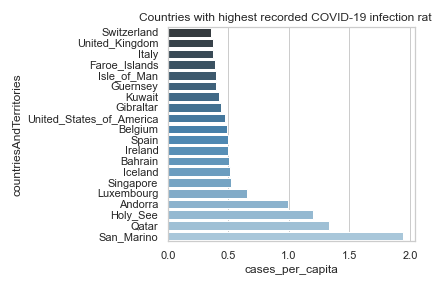 Countries with highest recorded COVID-19 infection rat
countriesAndTerritories
Switzerland
United_Kingdom
Italy
Faroe_Islands
Isle_of_Man
Guernsey
Kuwait
Gibraltar
United_States_of_America
Belgium
Spain
Ireland
Bahrain
Iceland
Singapore
Luxembourg
Andorra
Holy_See
Qatar
San_Marino
0.0 0.5 1.0 1.5 2.0
cases_per_capita